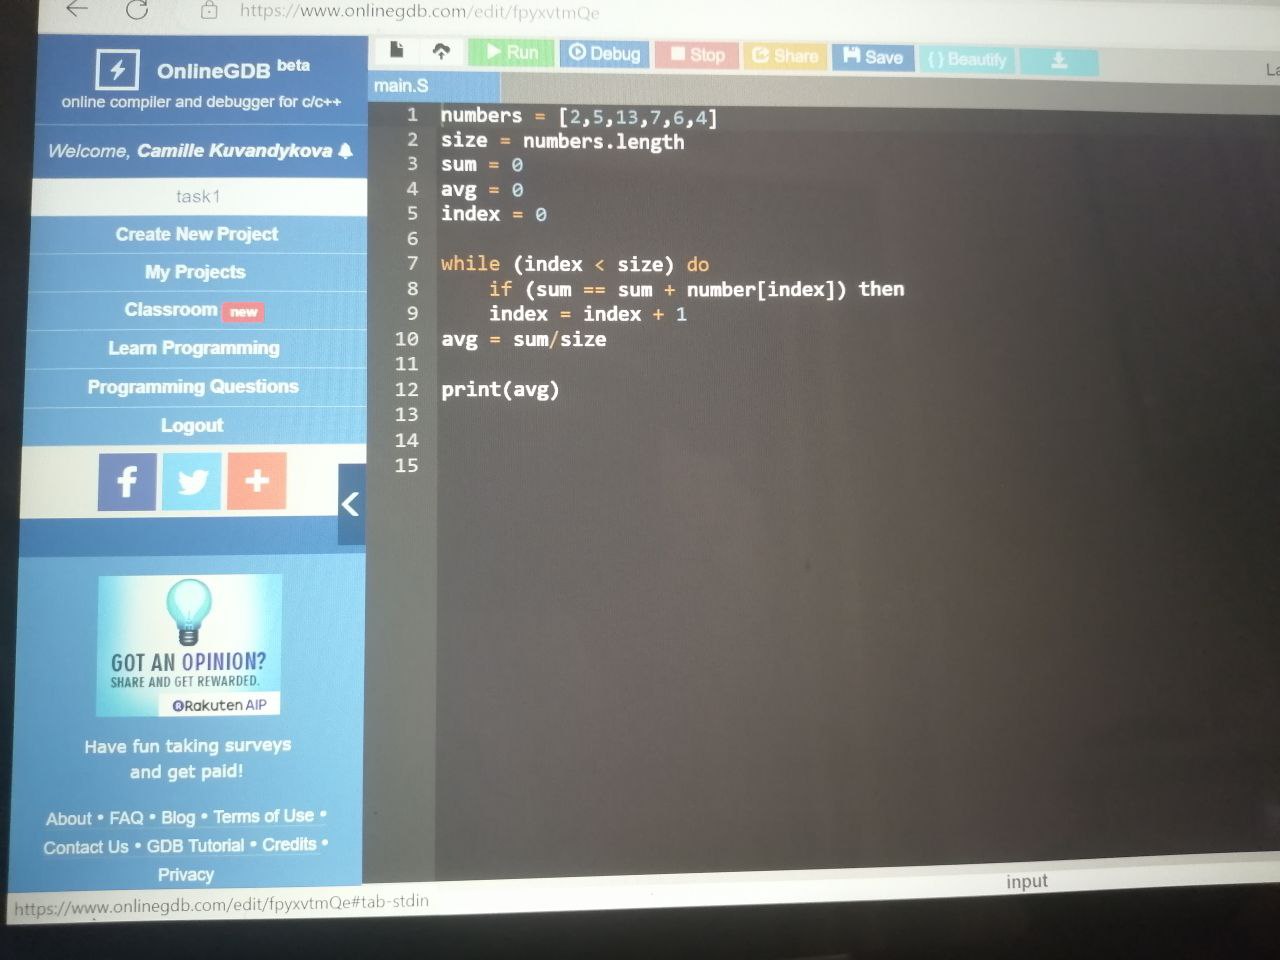 https://www.onlinegdb.com/edit/fpyxvtmQe
OnlineGDB beta
online compiler and debugger for c/c++
Welcome, Camille Kuvandykova
task1
Create New Project
My Projects
Classroom new
Learn Programming
Programming Questions
Logout
f
GOT AN OPINION?
SHARE AND GET REWARDED.
Rakuten AIP
Have fun taking surveys
and get paid!
About • FAQ • Blog • Terms of Use •
Contact Us • GDB Tutorial • Credits •
Privacy
https://www.onlinegdb.com/edit/fpyxvtmQe#tab-stdin
Run Debug Stop Share Save {} Beautify
main.S
1 numbers = [2,5,13,7,6,4]
2 size = numbers.length
3 sum = 0
4 avg = 0
5 index = 0
6
7 while (index < size) do
8     if (sum == sum + number[index]) then
9     index = index + 1
10 avg = sum/size
11
12 print(avg)
13
14
15
input